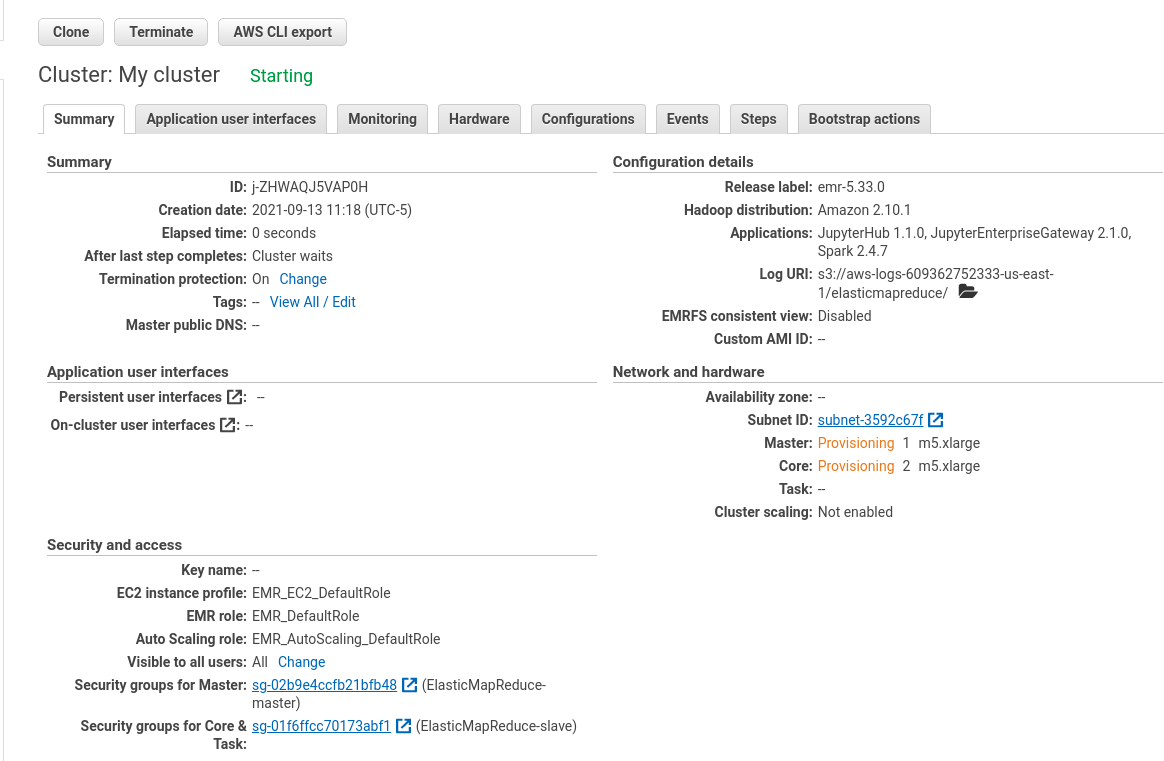 Clone Terminate AWS CLI export
Cluster: My cluster Starting
Summary Application user interfaces Monitoring Hardware Configurations Events Steps Bootstrap actions
Summary
ID: j-ZHWAQJ5VAP0H
Creation date: 2021-09-13 11:18 (UTC-5)
Elapsed time: 0 seconds
After last step completes: Cluster waits
Termination protection: On Change
Tags: -- View All / Edit
Master public DNS: --
Configuration details
Release label: emr-5.33.0
Hadoop distribution: Amazon 2.10.1
Applications: JupyterHub 1.1.0, JupyterEnterpriseGateway 2.1.0,
Spark 2.4.7
Log URI: s3://aws-logs-609362752333-us-east-
1/elasticmapreduce/
EMRFS consistent view: Disabled
Custom AMI ID: --
Application user interfaces
Persistent user interfaces : --
On-cluster user interfaces : --
Network and hardware
Availability zone: --
Subnet ID: subnet-3592c67f
Master: Provisioning 1 m5.xlarge
Core: Provisioning 2 m5.xlarge
Task: --
Cluster scaling: Not enabled
Security and access
Key name: --
EC2 instance profile: EMR_EC2_DefaultRole
EMR role: EMR_DefaultRole
Auto Scaling role: EMR_AutoScaling_DefaultRole
Visible to all users: All Change
Security groups for Master: sg-02b9e4ccfb21bfb48 (ElasticMapReduce-
master)
Security groups for Core & sg-01f6ffcc70173abf1 (ElasticMapReduce-slave)
Task: